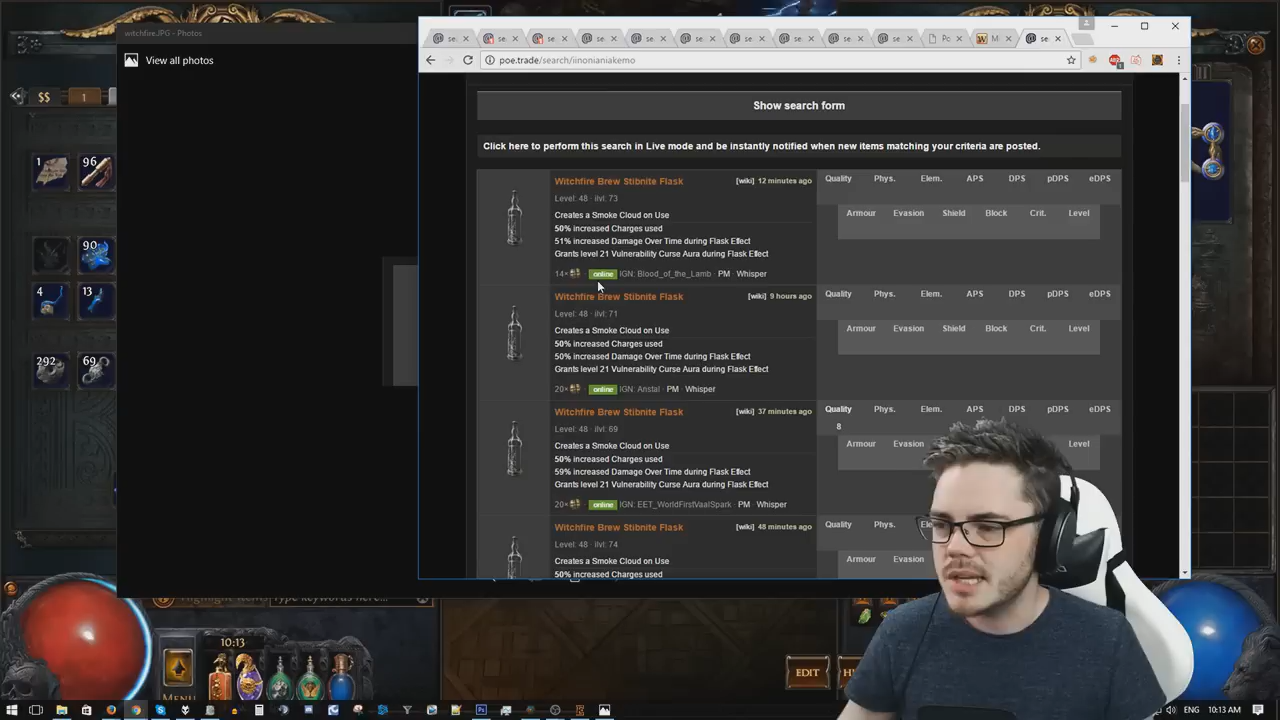 witchfire.JPG - Photos
View all photos
$$
1
1
96
90
4
13
292
69
poe.trade/search/iinonianiakemo
Show search form
Click here to perform this search in Live mode and be instantly notified when new items matching your criteria are posted.
Witchfire Brew Stibnite Flask [wiki] 12 minutes ago
Level: 48 · ilvl: 73
Creates a Smoke Cloud on Use
50% increased Charges used
51% increased Damage Over Time during Flask Effect
Grants level 21 Vulnerability Curse Aura during Flask Effect
14× · online IGN: Blood_of_the_Lamb · PM · Whisper
Quality Phys. Elem. APS DPS pDPS eDPS
Armour Evasion Shield Block Crit. Level
Witchfire Brew Stibnite Flask [wiki] 9 hours ago
Level: 48 · ilvl: 71
Creates a Smoke Cloud on Use
50% increased Charges used
50% increased Damage Over Time during Flask Effect
Grants level 21 Vulnerability Curse Aura during Flask Effect
20× · online IGN: Anstal · PM · Whisper
Quality Phys. Elem. APS DPS pDPS eDPS
Armour Evasion Shield Block Crit. Level
Witchfire Brew Stibnite Flask [wiki] 37 minutes ago
Level: 48 · ilvl: 69
Creates a Smoke Cloud on Use
50% increased Charges used
59% increased Damage Over Time during Flask Effect
Grants level 21 Vulnerability Curse Aura during Flask Effect
20× · online IGN: EET_WorldFirstVaalSpark · PM · Whisper
Quality Phys. Elem. APS DPS pDPS eDPS
8
Armour Evasion Level
Witchfire Brew Stibnite Flask [wiki] 48 minutes ago
Level: 48 · ilvl: 74
Creates a Smoke Cloud on Use
50% increased Charges used
Quality Phys.
Armour
10:13
MENU
EDIT
ENG 10:13 AM